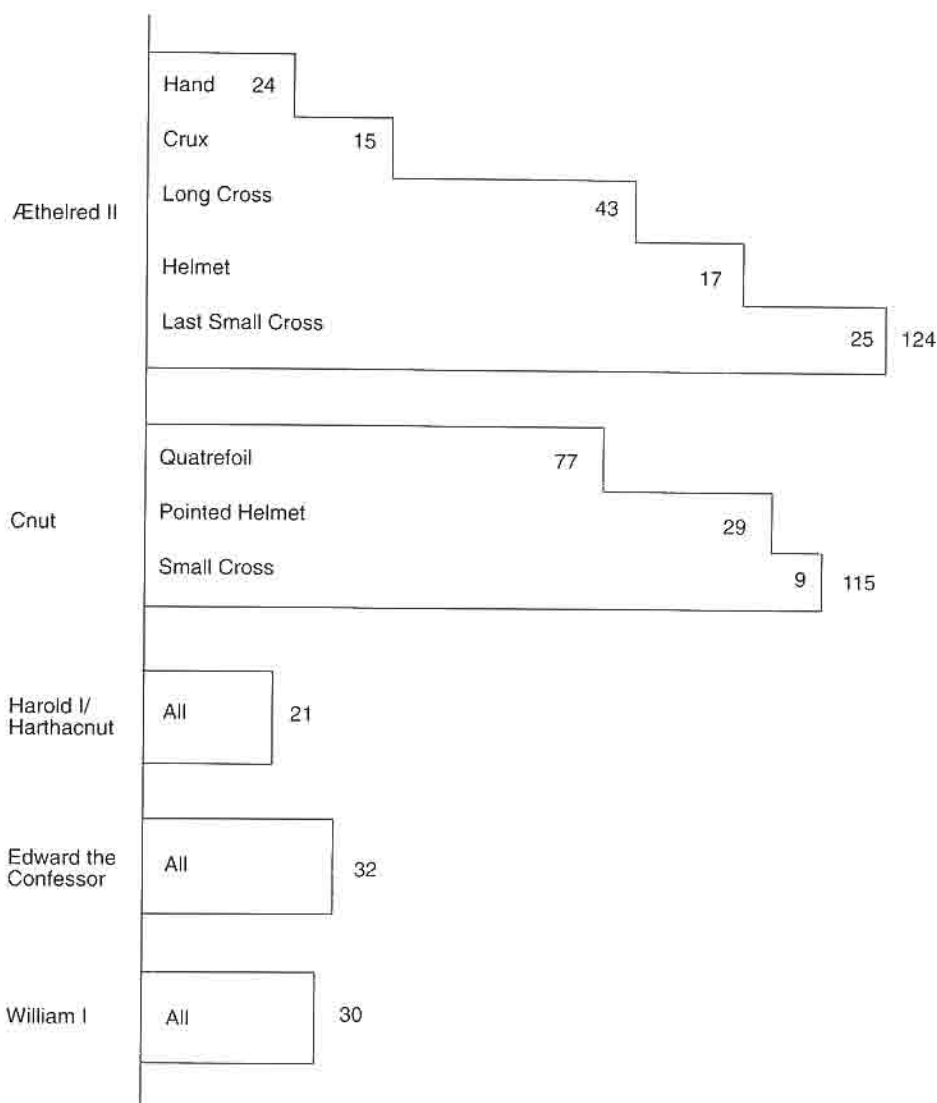 Hand 24
Crux 15
Long Cross 43
Æthelred II
Helmet 17
Last Small Cross 25 124
Quatrefoil 77
Cnut
Pointed Helmet 29
Small Cross 9 115
Harold I/
Harthacnut
All 21
Edward the
Confessor
All 32
William I
All 30